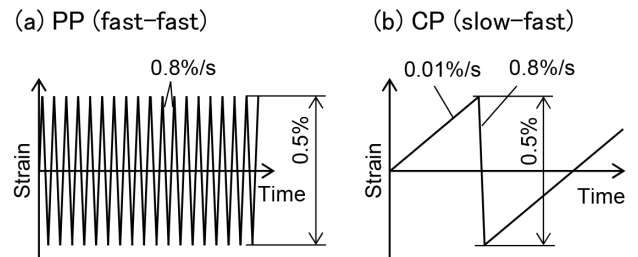 (a) PP (fast−fast)
0.8%/s
Strain
Time
0.5%
(b) CP (slow−fast)
0.01%/s
0.8%/s
Strain
Time
0.5%